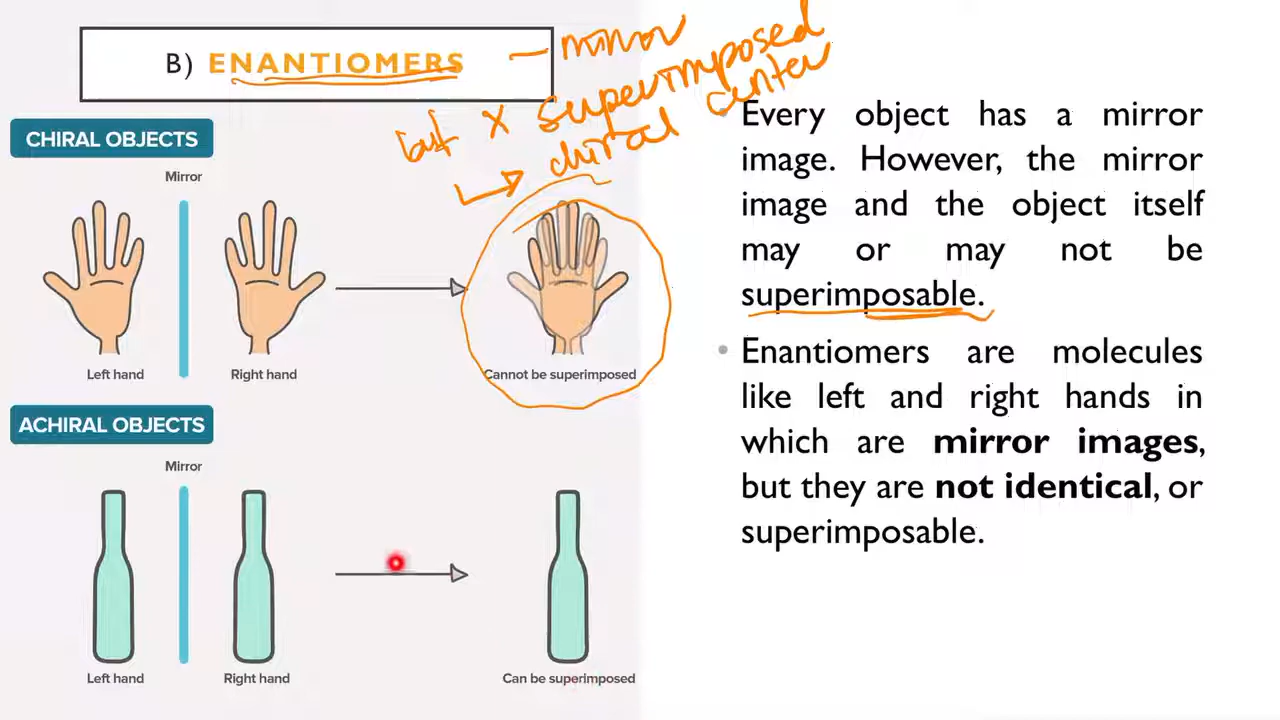 B) ENANTIOMERS
– mirror
but X superimposed
→ chiral center
CHIRAL OBJECTS
Mirror
Left hand
Right hand
Cannot be superimposed
ACHIRAL OBJECTS
Mirror
Left hand
Right hand
Can be superimposed
Every object has a mirror
image. However, the mirror
image and the object itself
may or may not be
superimposable.
• Enantiomers are molecules
like left and right hands in
which are mirror images,
but they are not identical, or
superimposable.